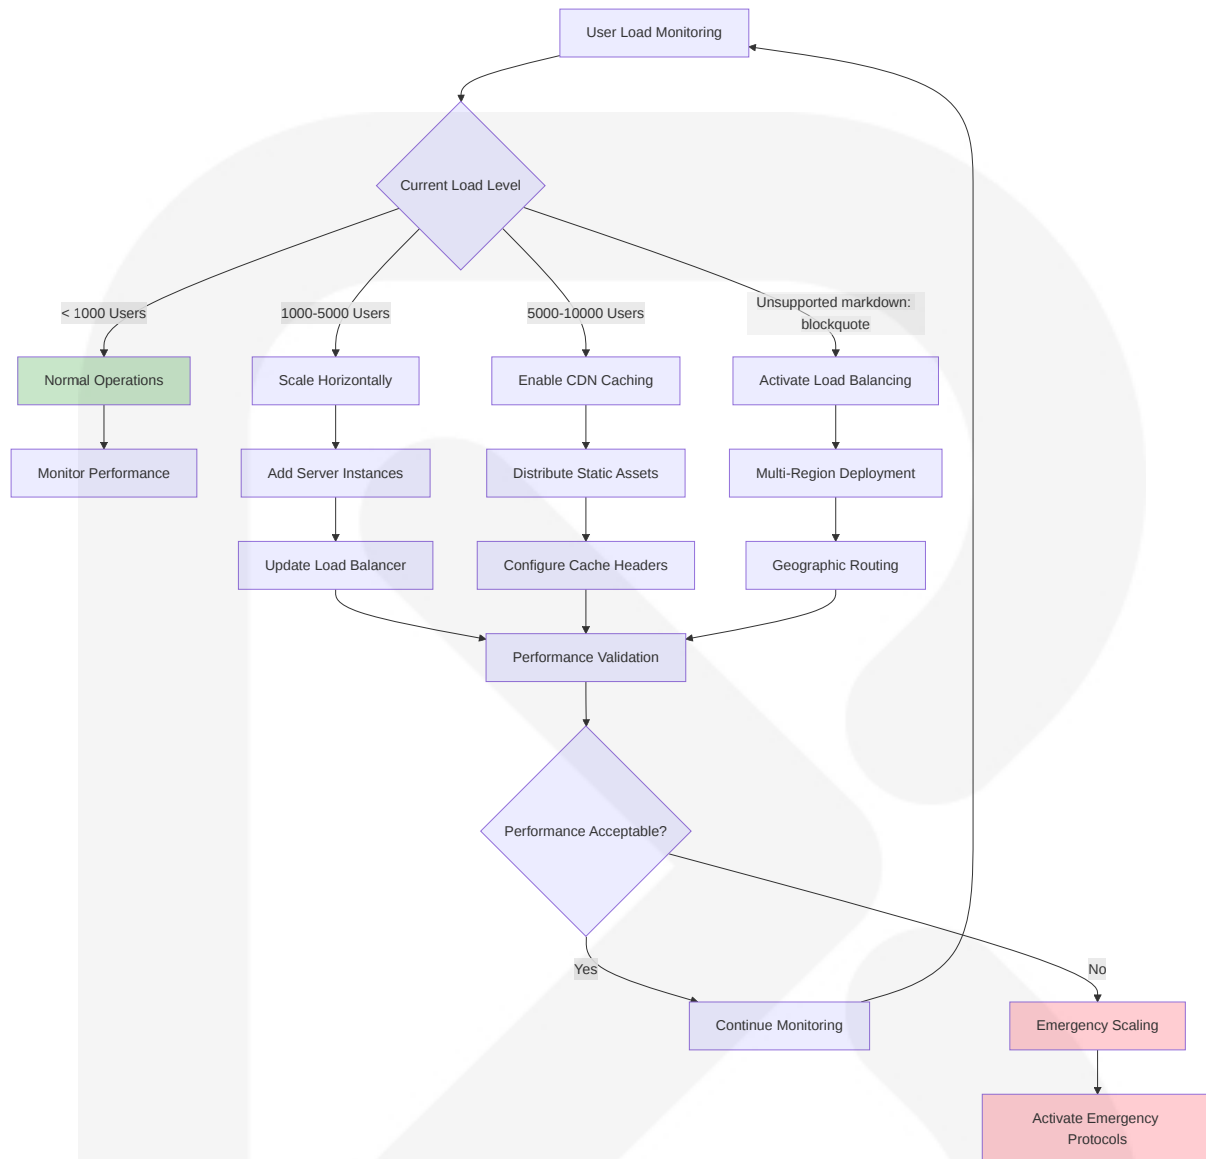 User Load Monitoring
Current Load Level
< 1000 Users
1000-5000 Users
5000-10000 Users
Unsupported markdown:
blockquote
Normal Operations
Scale Horizontally
Enable CDN Caching
Activate Load Balancing
Monitor Performance
Add Server Instances
Distribute Static Assets
Multi-Region Deployment
Update Load Balancer
Configure Cache Headers
Geographic Routing
Performance Validation
Performance Acceptable?
Yes
No
Continue Monitoring
Emergency Scaling
Activate Emergency
Protocols